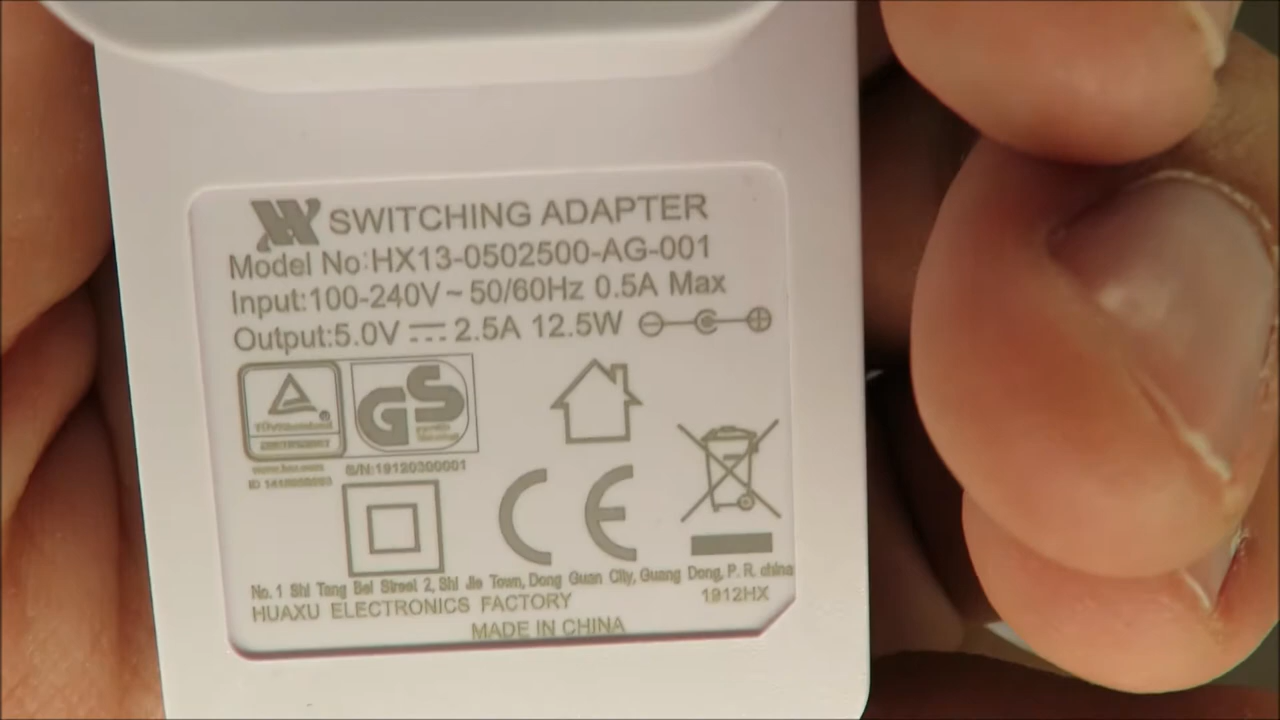 SWITCHING ADAPTER
Model No:HX13-0502500-AG-001
Input:100-240V ~ 50/60Hz 0.5A Max
Output:5.0V ⎓ 2.5A 12.5W
GS
S/N:19120300001
CE
No. 1 Shi Tang Bei Street 2, Shi Jie Town, Dong Guan City, Guang Dong, P. R. china
HUAXU ELECTRONICS FACTORY
1912HX
MADE IN CHINA